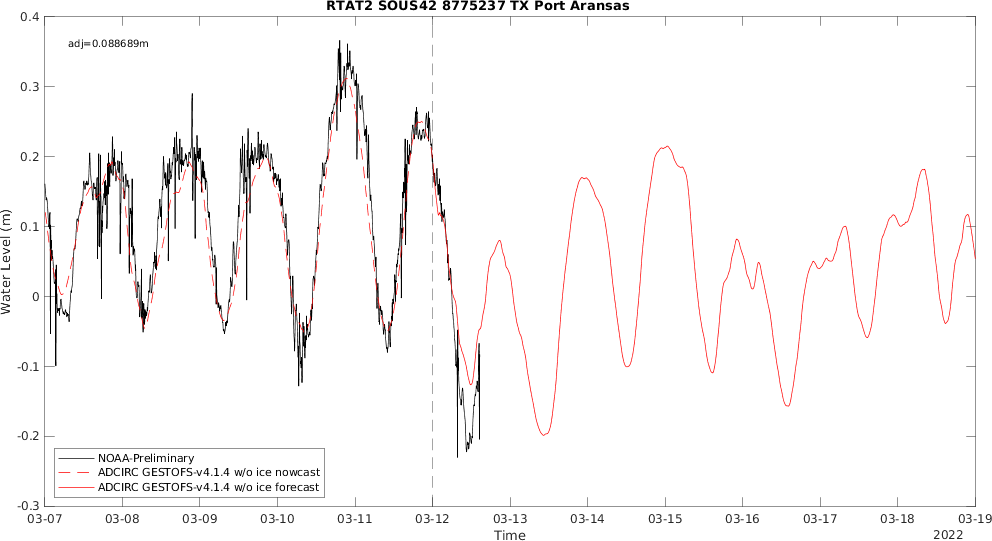 RTAT2 SOUS42 8775237 TX Port Aransas
adj=0.088689m
Water Level (m)
0.4
0.3
0.2
0.1
0
-0.1
-0.2
-0.3
NOAA-Preliminary
ADCIRC GESTOFS-v4.1.4 w/o ice nowcast
ADCIRC GESTOFS-v4.1.4 w/o ice forecast
03-07 03-08 03-09 03-10 03-11 03-12 03-13 03-14 03-15 03-16 03-17 03-18 03-19
Time
2022